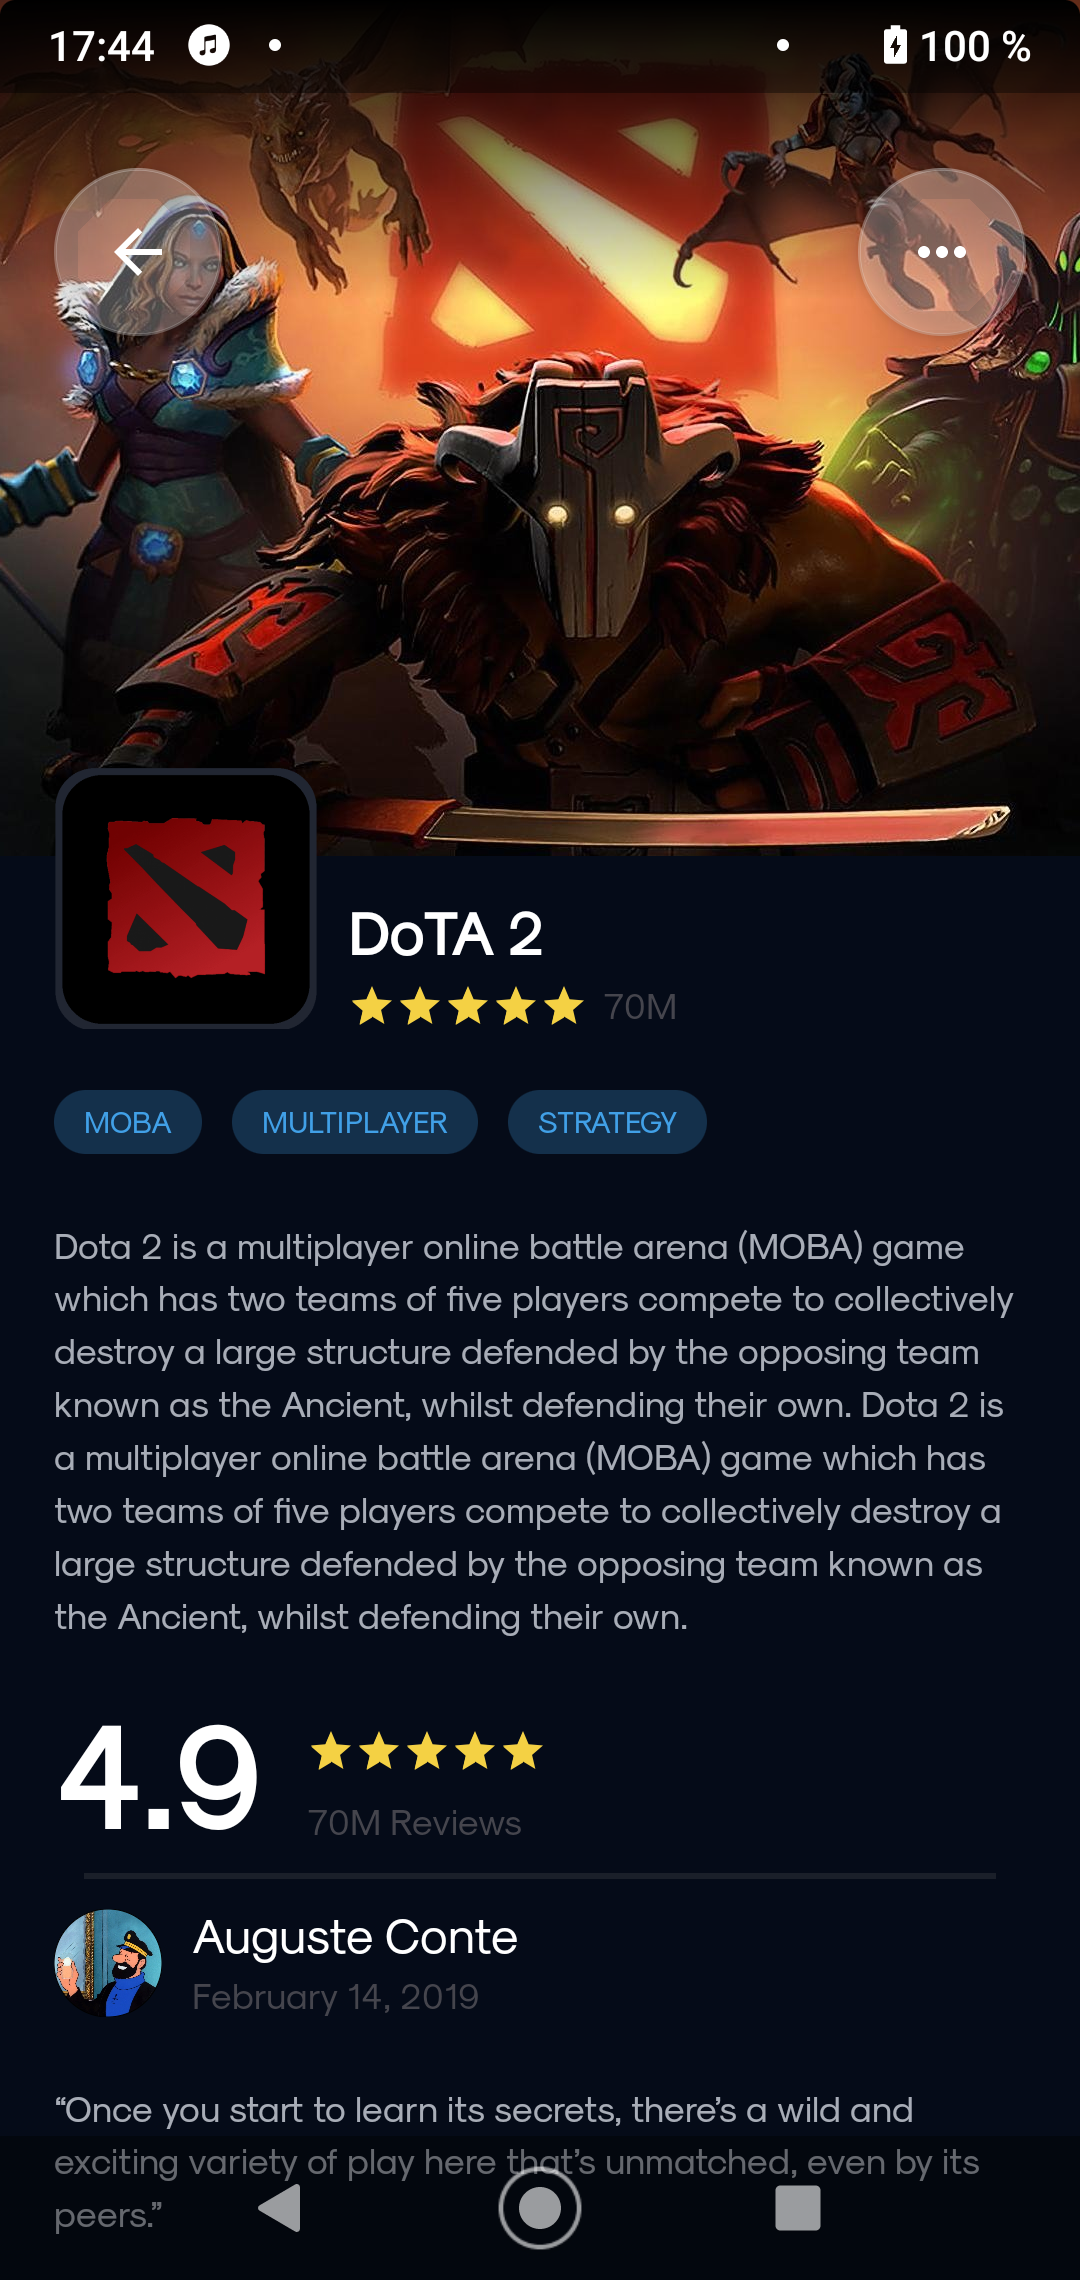 17:44
100 %
DoTA 2
70M
MOBA MULTIPLAYER STRATEGY
Dota 2 is a multiplayer online battle arena (MOBA) game
which has two teams of five players compete to collectively
destroy a large structure defended by the opposing team
known as the Ancient, whilst defending their own. Dota 2 is
a multiplayer online battle arena (MOBA) game which has
two teams of five players compete to collectively destroy a
large structure defended by the opposing team known as
the Ancient, whilst defending their own.
4.9
70M Reviews
Auguste Conte
February 14, 2019
“Once you start to learn its secrets, there’s a wild and
exciting variety of play here that’s unmatched, even by its
peers.”